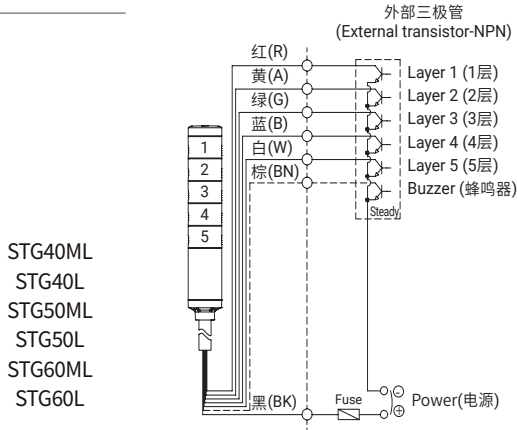 外部三极管
(External transistor-NPN)
红(R)
黄(A)
绿(G)
蓝(B)
白(W)
棕(BN)
Layer 1 (1层)
Layer 2 (2层)
Layer 3 (3层)
Layer 4 (4层)
Layer 5 (5层)
Buzzer (蜂鸣器)
Steady
1
2
3
4
5
STG40ML
STG40L
STG50ML
STG50L
STG60ML
STG60L
黑(BK)
Fuse
-
+
Power(电源)